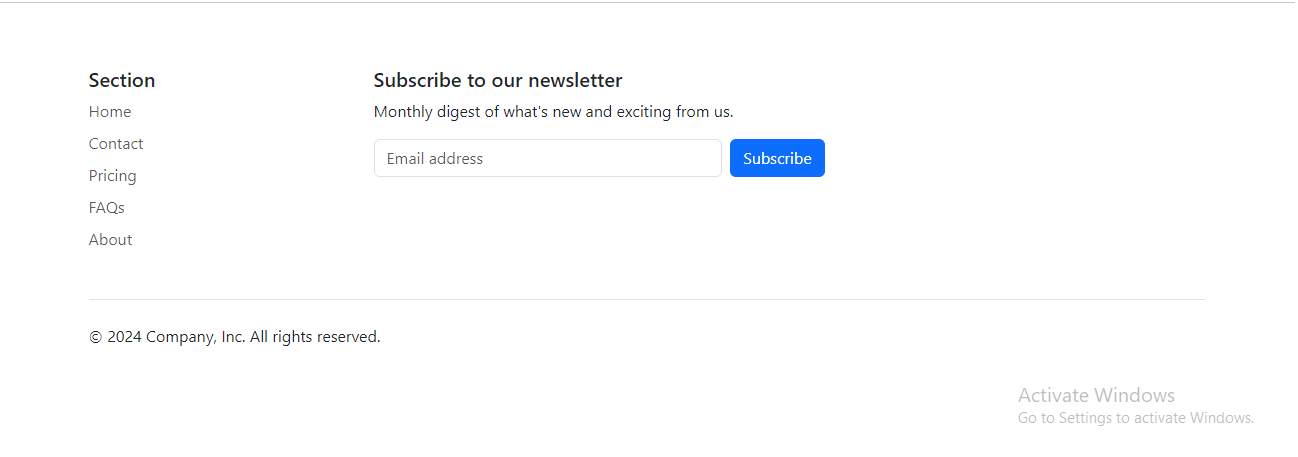 Section
Home
Contact
Pricing
FAQs
About
Subscribe to our newsletter
Monthly digest of what's new and exciting from us.
Email address
Subscribe
© 2024 Company, Inc. All rights reserved.
Activate Windows
Go to Settings to activate Windows.